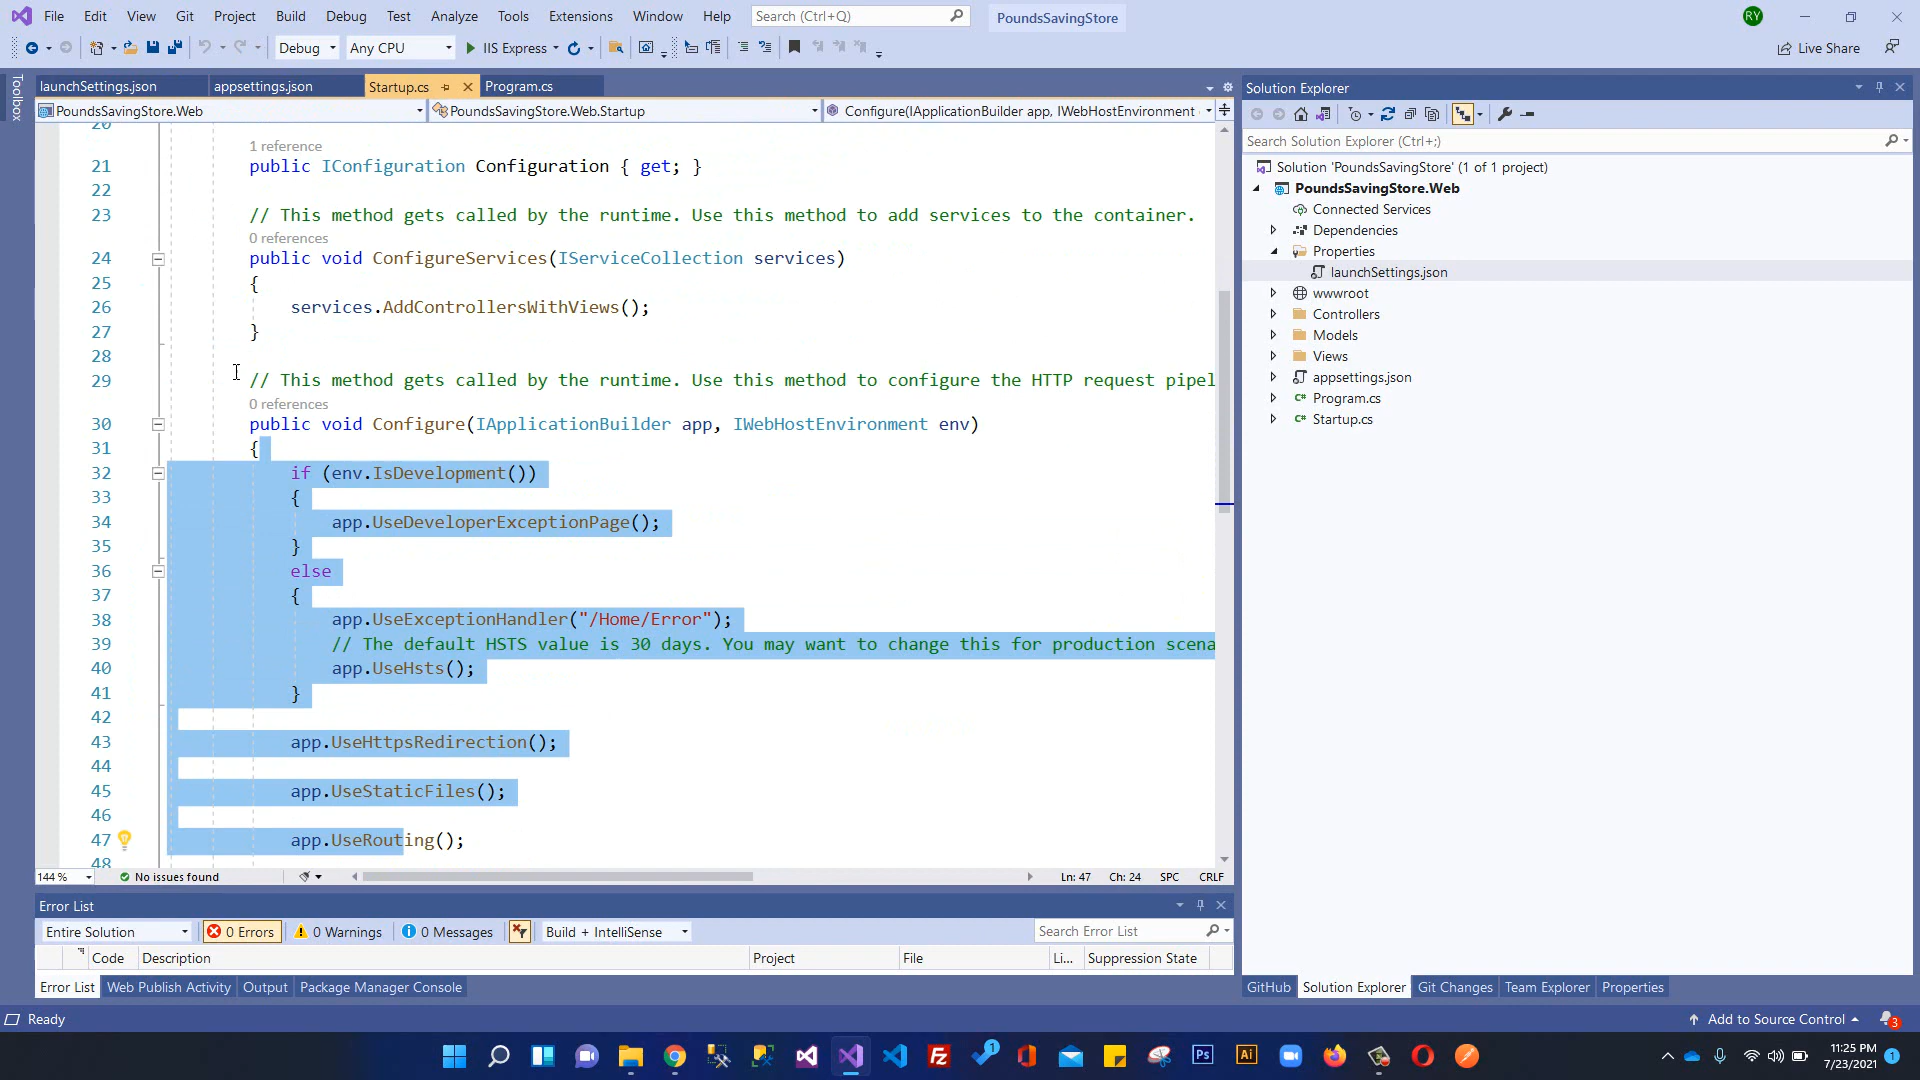 File Edit View Git Project Build Debug Test Analyze Tools Extensions Window Help Search (Ctrl+Q) PoundsSavingStore RY
Debug Any CPU IIS Express Live Share
launchSettings.json appsettings.json Startup.cs Program.cs
PoundsSavingStore.Web PoundsSavingStore.Web.Startup Configure(IApplicationBuilder app, IWebHostEnvironment
Toolbox
1 reference
21 public IConfiguration Configuration { get; }
22
23 // This method gets called by the runtime. Use this method to add services to the container.
0 references
24 public void ConfigureServices(IServiceCollection services)
25 {
26 services.AddControllersWithViews();
27 }
28
29 // This method gets called by the runtime. Use this method to configure the HTTP request pipel
0 references
30 public void Configure(IApplicationBuilder app, IWebHostEnvironment env)
31 {
32 if (env.IsDevelopment())
33 {
34 app.UseDeveloperExceptionPage();
35 }
36 else
37 {
38 app.UseExceptionHandler("/Home/Error");
39 // The default HSTS value is 30 days. You may want to change this for production scena
40 app.UseHsts();
41 }
42
43 app.UseHttpsRedirection();
44
45 app.UseStaticFiles();
46
47 app.UseRouting();
48
144 % No issues found Ln: 47 Ch: 24 SPC CRLF
Error List
Entire Solution 0 Errors 0 Warnings 0 Messages Build + IntelliSense Search Error List
Code Description Project File Li... Suppression State
Error List Web Publish Activity Output Package Manager Console
Solution Explorer
Search Solution Explorer (Ctrl+;)
Solution 'PoundsSavingStore' (1 of 1 project)
PoundsSavingStore.Web
Connected Services
Dependencies
Properties
launchSettings.json
wwwroot
Controllers
Models
Views
appsettings.json
Program.cs
Startup.cs
GitHub Solution Explorer Git Changes Team Explorer Properties
Ready Add to Source Control 3
1 Ps Ai 11:25 PM
7/23/2021 1